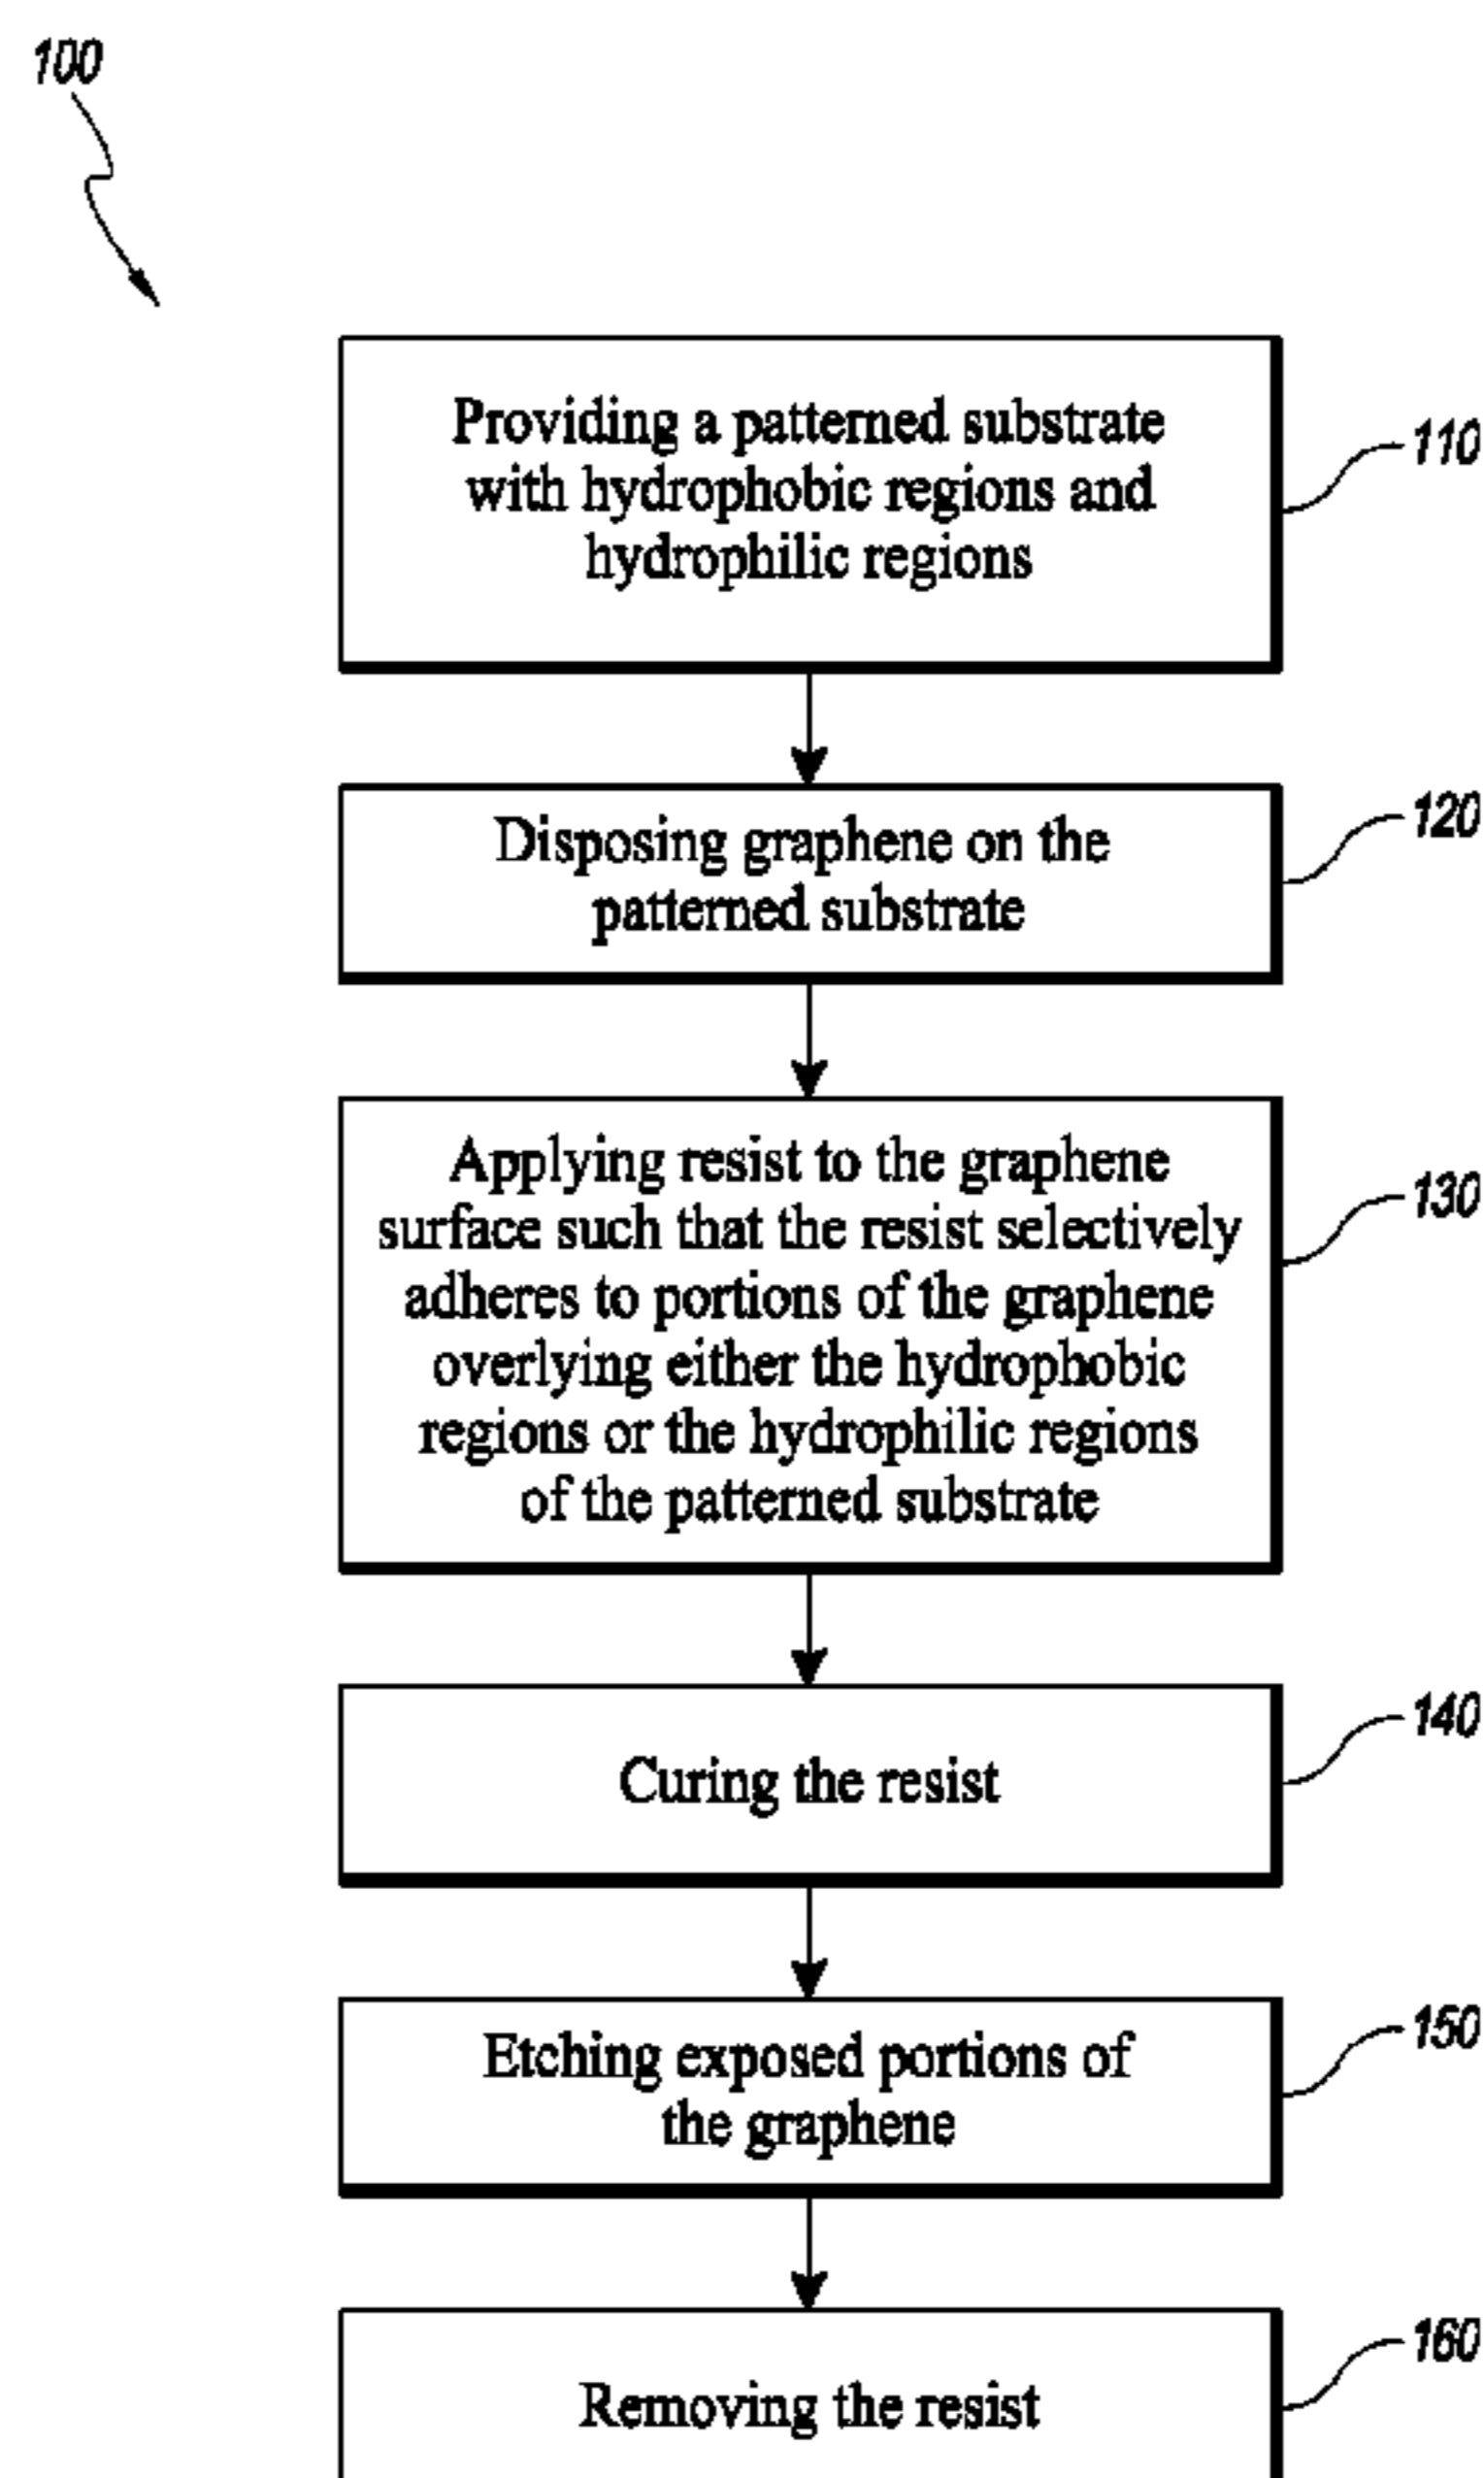 100
Providing a patterned substrate
with hydrophobic regions and
hydrophilic regions
110
Disposing graphene on the
patterned substrate
120
Applying resist to the graphene
surface such that the resist selectively
adheres to portions of the graphene
overlying either the hydrophobic
regions or the hydrophilic regions
of the patterned substrate
130
Curing the resist
140
Etching exposed portions of
the graphene
150
Removing the resist
160